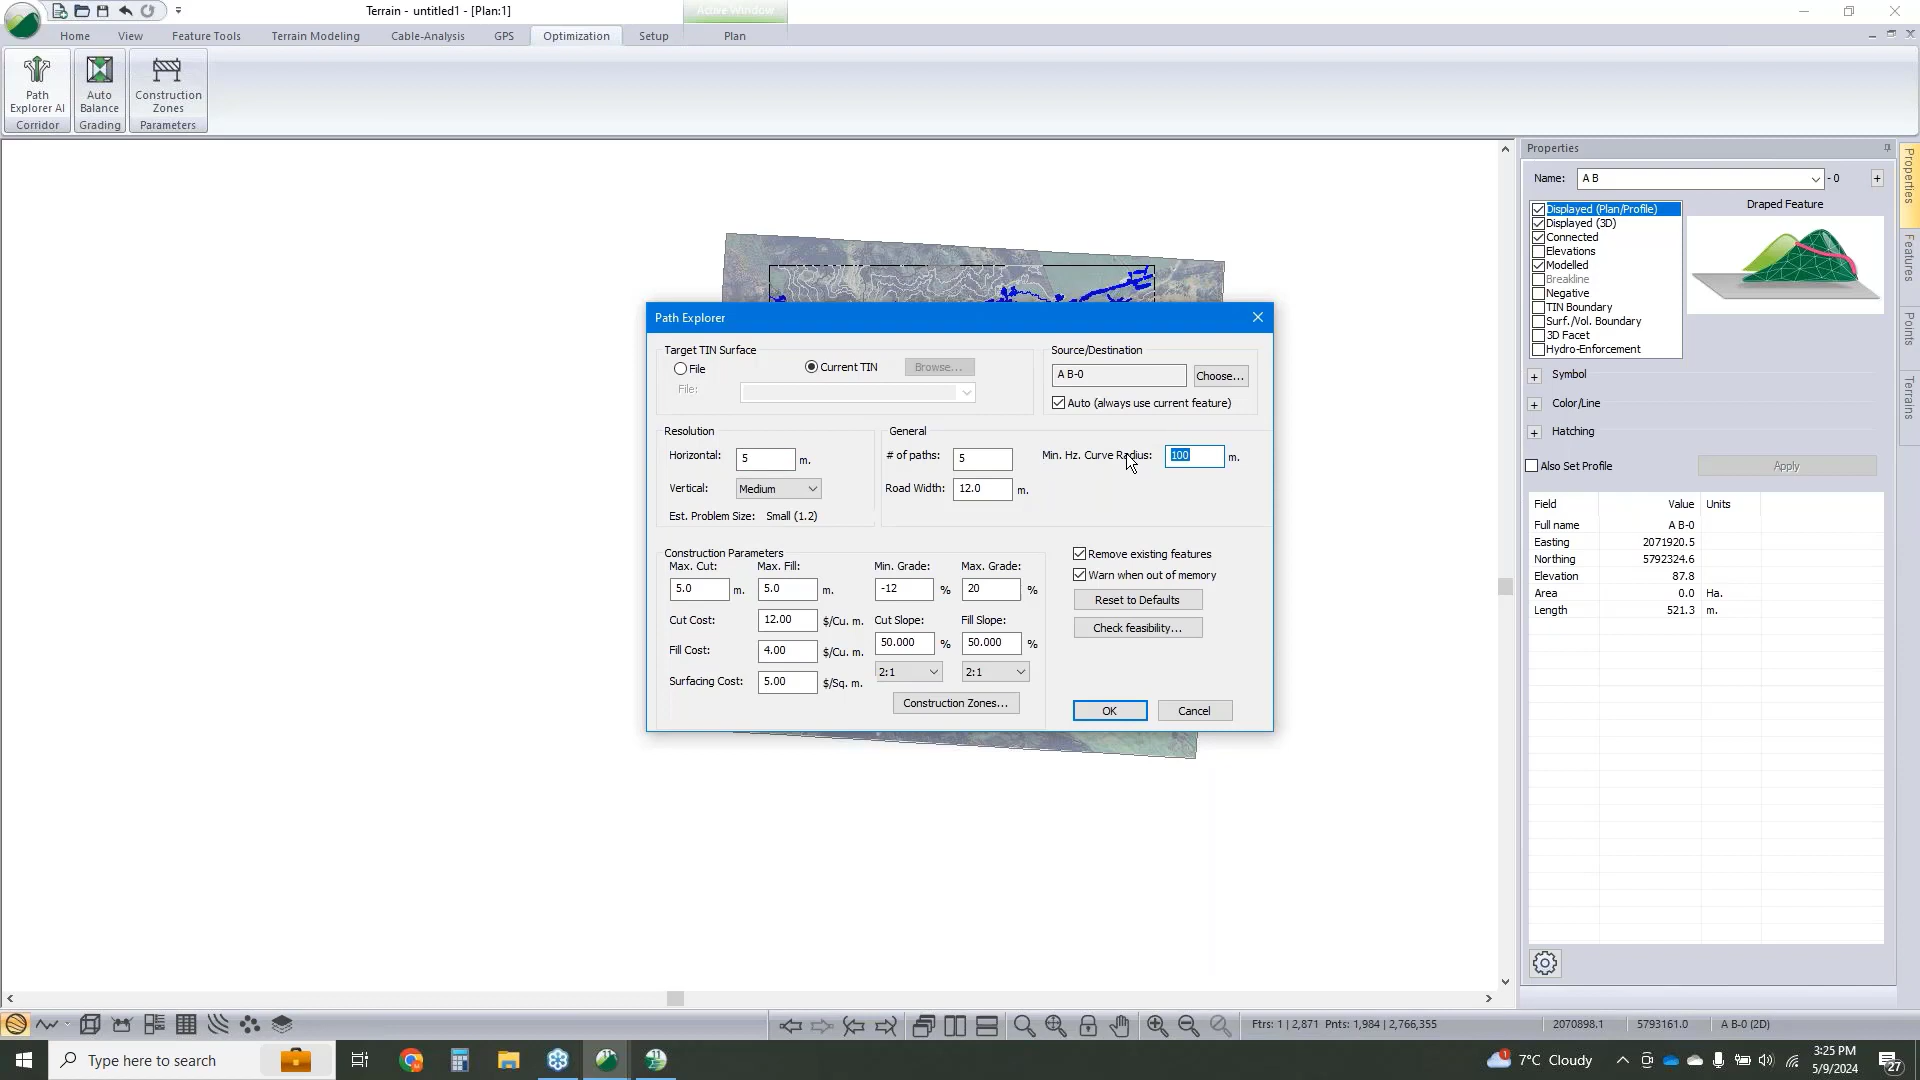 Terrain - untitled1 - [Plan:1]
Active Window
Home View Feature Tools Terrain Modeling Cable-Analysis GPS Optimization Setup Plan
Path Explorer AI
Auto Balance
Construction Zones
Corridor Grading Parameters
Path Explorer
Target TIN Surface
File Current TIN Browse...
File:
Source/Destination
A B-0 Choose...
Auto (always use current feature)
Resolution
Horizontal: 5 m.
Vertical: Medium
Est. Problem Size: Small (1.2)
General
# of paths: 5 Min. Hz. Curve Radius: 100 m.
Road Width: 12.0 m.
Construction Parameters
Max. Cut: Max. Fill: Min. Grade: Max. Grade:
5.0 m. 5.0 m. -12 % 20 %
Cut Cost: 12.00 $/Cu. m. Cut Slope: Fill Slope:
Fill Cost: 4.00 $/Cu. m. 50.000 % 50.000 %
2:1 2:1
Surfacing Cost: 5.00 $/Sq. m.
Construction Zones...
Remove existing features
Warn when out of memory
Reset to Defaults
Check feasibility...
OK Cancel
Properties
Name: A B - 0 +
Displayed (Plan/Profile)
Displayed (3D)
Connected
Elevations
Modelled
Breakline
Negative
TIN Boundary
Surf./Vol. Boundary
3D Facet
Hydro-Enforcement
Draped Feature
+ Symbol
+ Color/Line
+ Hatching
Also Set Profile Apply
Field Value Units
Full name A B-0
Easting 2071920.5
Northing 5792324.6
Elevation 87.8
Area 0.0 Ha.
Length 521.3 m.
Properties
Features
Points
Terrains
Ftrs: 1 | 2,871 Pnts: 1,984 | 2,766,355 2070898.1 5793161.0 A B-0 (2D)
Type here to search
1
7°C Cloudy
3:25 PM
5/9/2024
27